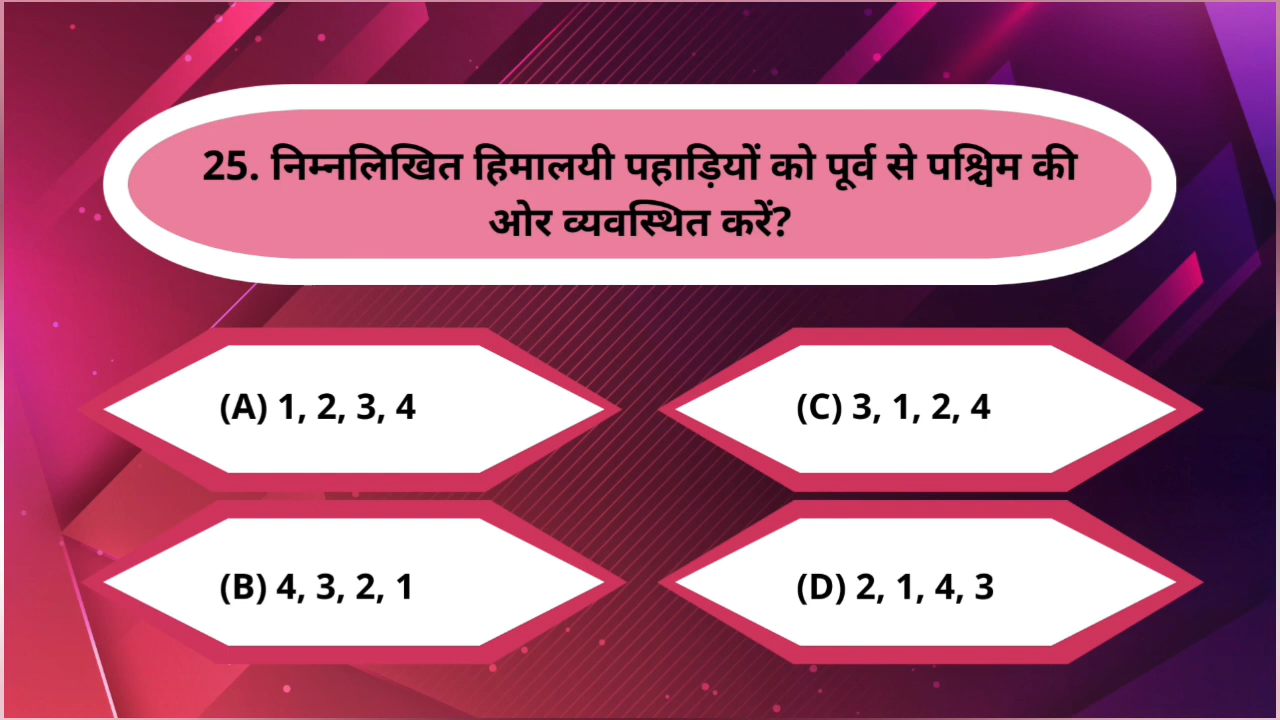 25. निम्नलिखित हिमालयी पहाड़ियों को पूर्व से पश्चिम की
ओर व्यवस्थित करें?
(A) 1, 2, 3, 4
(C) 3, 1, 2, 4
(B) 4, 3, 2, 1
(D) 2, 1, 4, 3